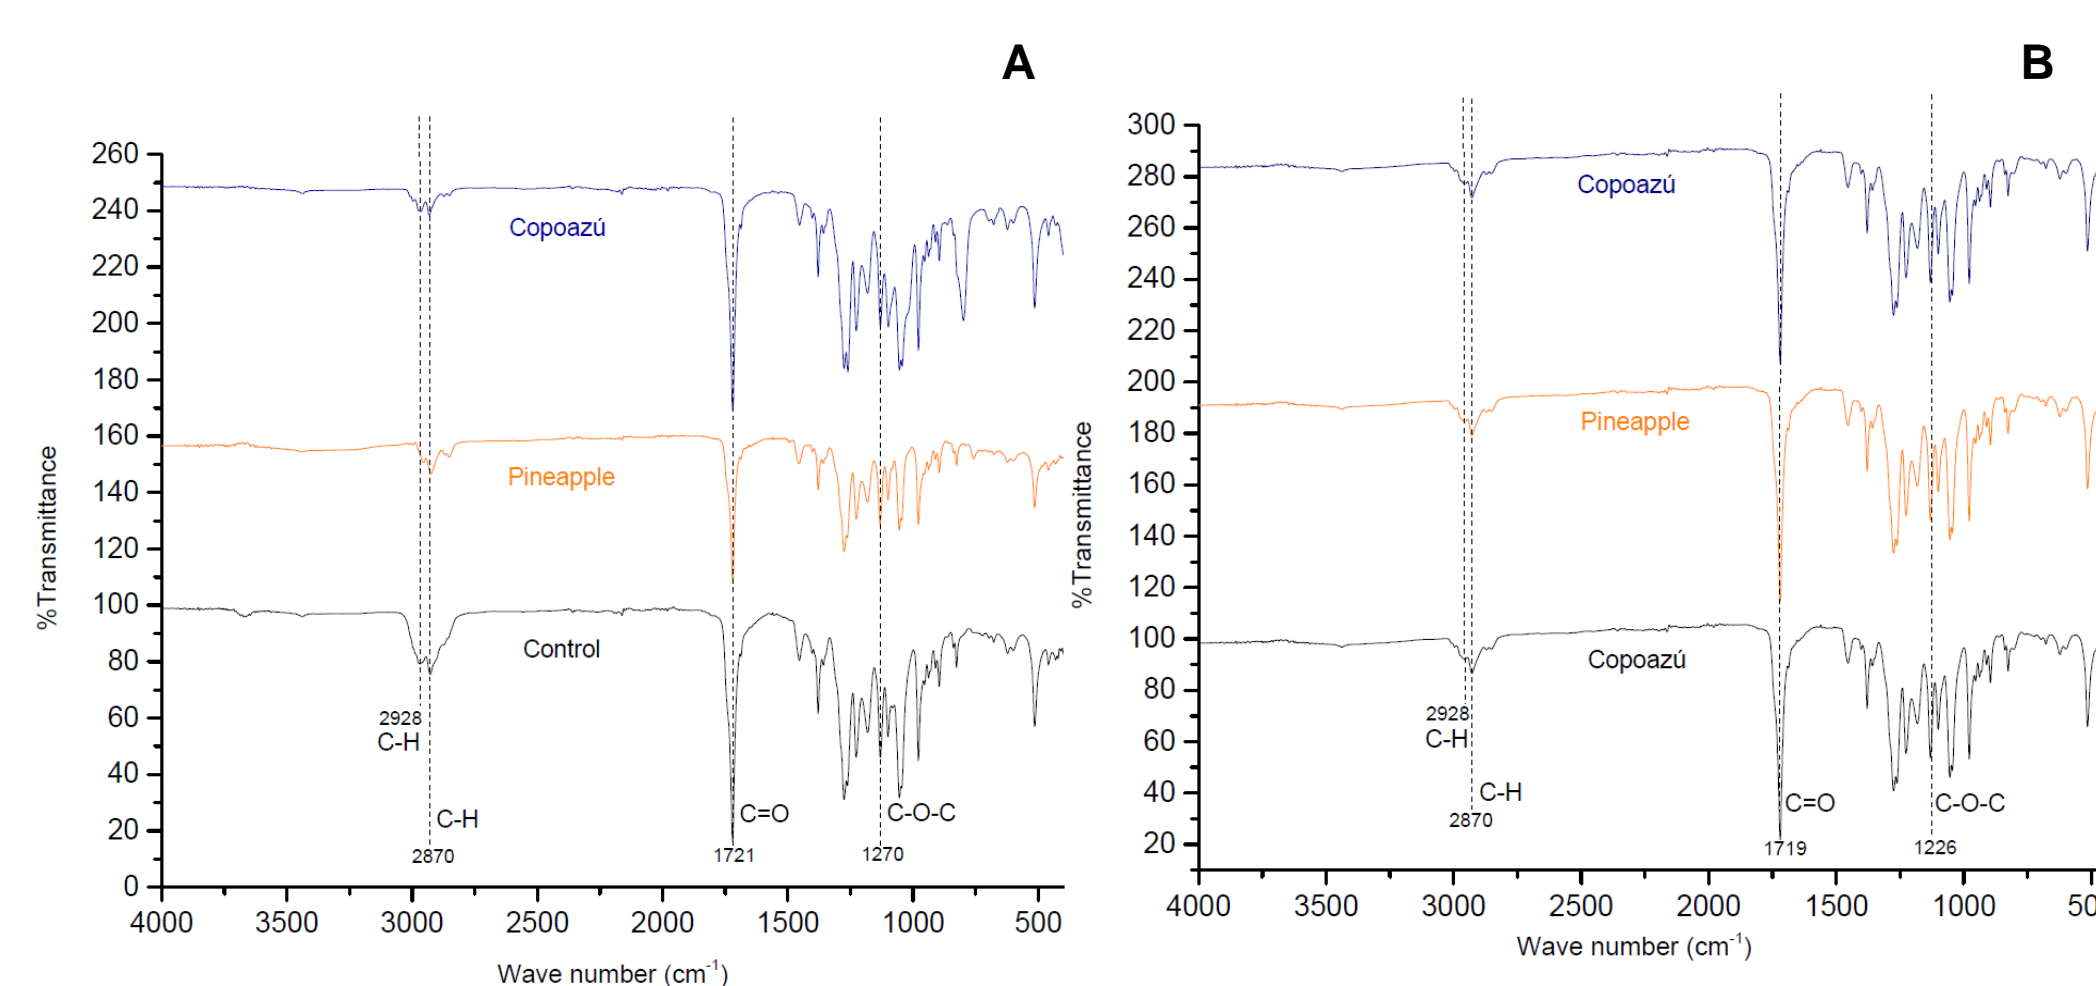 A
260
240
220
200
180
160
140
120
100
80
60
40
20
0
%Transmittance
Copoazú
Pineapple
Control
2928
C-H
C-H
2870
C=O
1721
C-O-C
1270
4000 3500 3000 2500 2000 1500 1000 500
Wave number (cm⁻¹)
B
300
280
260
240
220
200
180
160
140
120
100
80
60
40
20
%Transmittance
Copoazú
Pineapple
Copoazú
2928
C-H
C-H
2870
C=O
1719
C-O-C
1226
4000 3500 3000 2500 2000 1500 1000 50
Wave number (cm⁻¹)